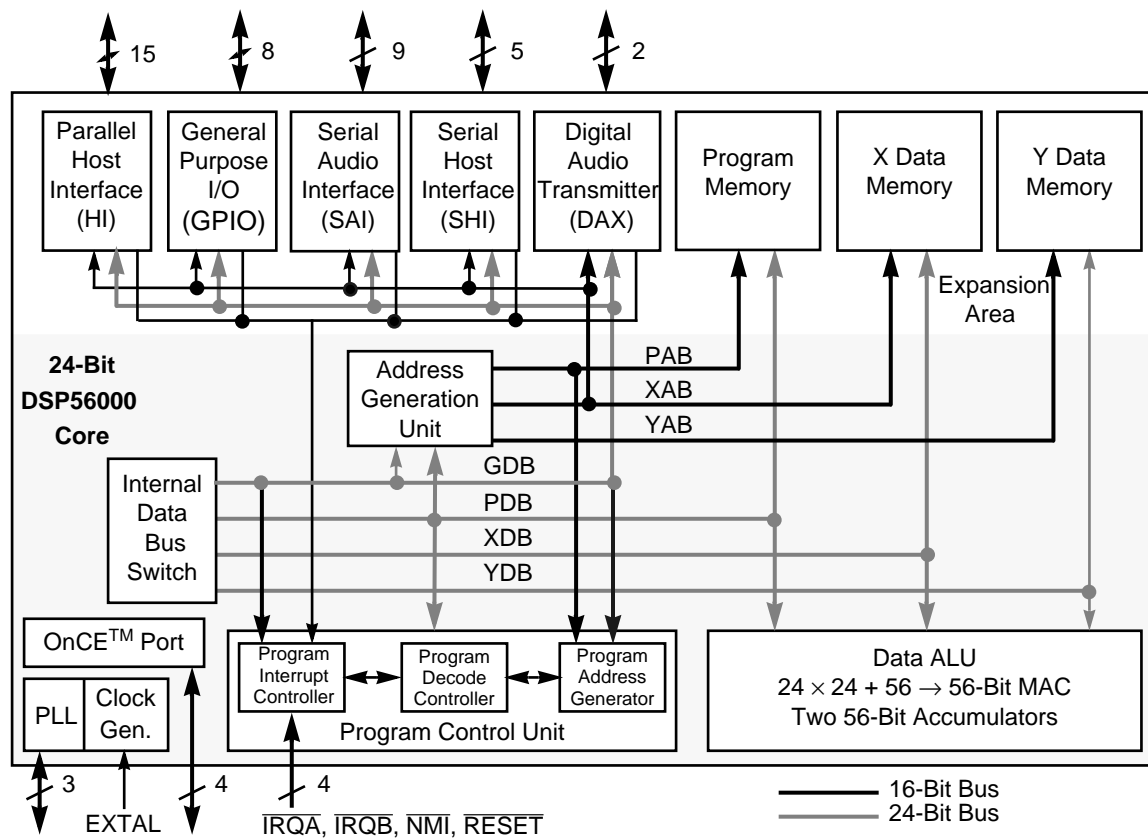 15
8
9
5
2
Parallel
Host
Interface
(HI)
General
Purpose
I/O
(GPIO)
Serial
Audio
Interface
(SAI)
Serial
Host
Interface
(SHI)
Digital
Audio
Transmitter
(DAX)
Program
Memory
X Data
Memory
Y Data
Memory
Expansion
Area
24-Bit
DSP56000
Core
Address
Generation
Unit
PAB
XAB
YAB
Internal
Data
Bus
Switch
GDB
PDB
XDB
YDB
OnCE™ Port
PLL
Clock
Gen.
Program
Interrupt
Controller
Program
Decode
Controller
Program
Address
Generator
Program Control Unit
Data ALU
24 × 24 + 56 → 56-Bit MAC
Two 56-Bit Accumulators
3
4
4
EXTAL
IRQA, IRQB, NMI, RESET
16-Bit Bus
24-Bit Bus